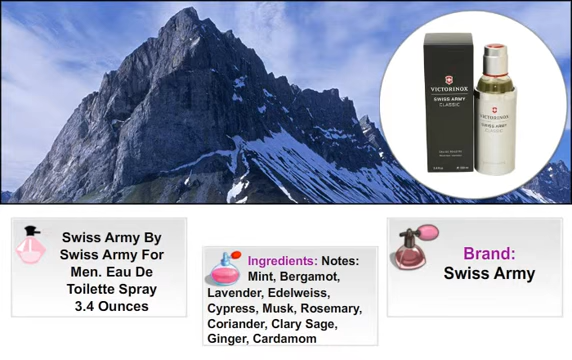 VICTORINOX
SWISS ARMY
CLASSIC
VICTORINOX
SWISS ARMY
CLASSIC
Swiss Army By
Swiss Army For
Men. Eau De
Toilette Spray
3.4 Ounces
Ingredients: Notes:
Mint, Bergamot,
Lavender, Edelweiss,
Cypress, Musk, Rosemary,
Coriander, Clary Sage,
Ginger, Cardamom
Brand:
Swiss Army